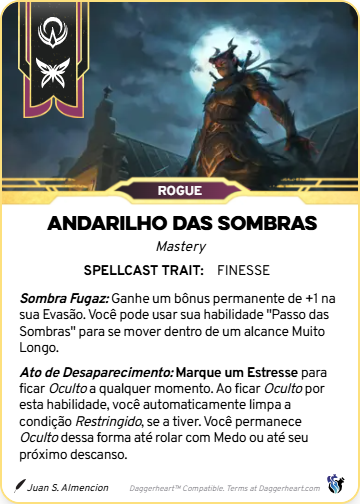 ROGUE
ANDARILHO DAS SOMBRAS
Mastery
SPELLCAST TRAIT: FINESSE
Sombra Fugaz: Ganhe um bônus permanente de +1 na
sua Evasão. Você pode usar sua habilidade "Passo das
Sombras" para se mover dentro de um alcance Muito
Longo.
Ato de Desaparecimento: Marque um Estresse para
ficar Oculto a qualquer momento. Ao ficar Oculto por
esta habilidade, você automaticamente limpa a
condição Restringido, se a tiver. Você permanece
Oculto dessa forma até rolar com Medo ou até seu
próximo descanso.
Juan S. Almencion
Daggerheart™ Compatible. Terms at Daggerheart.com